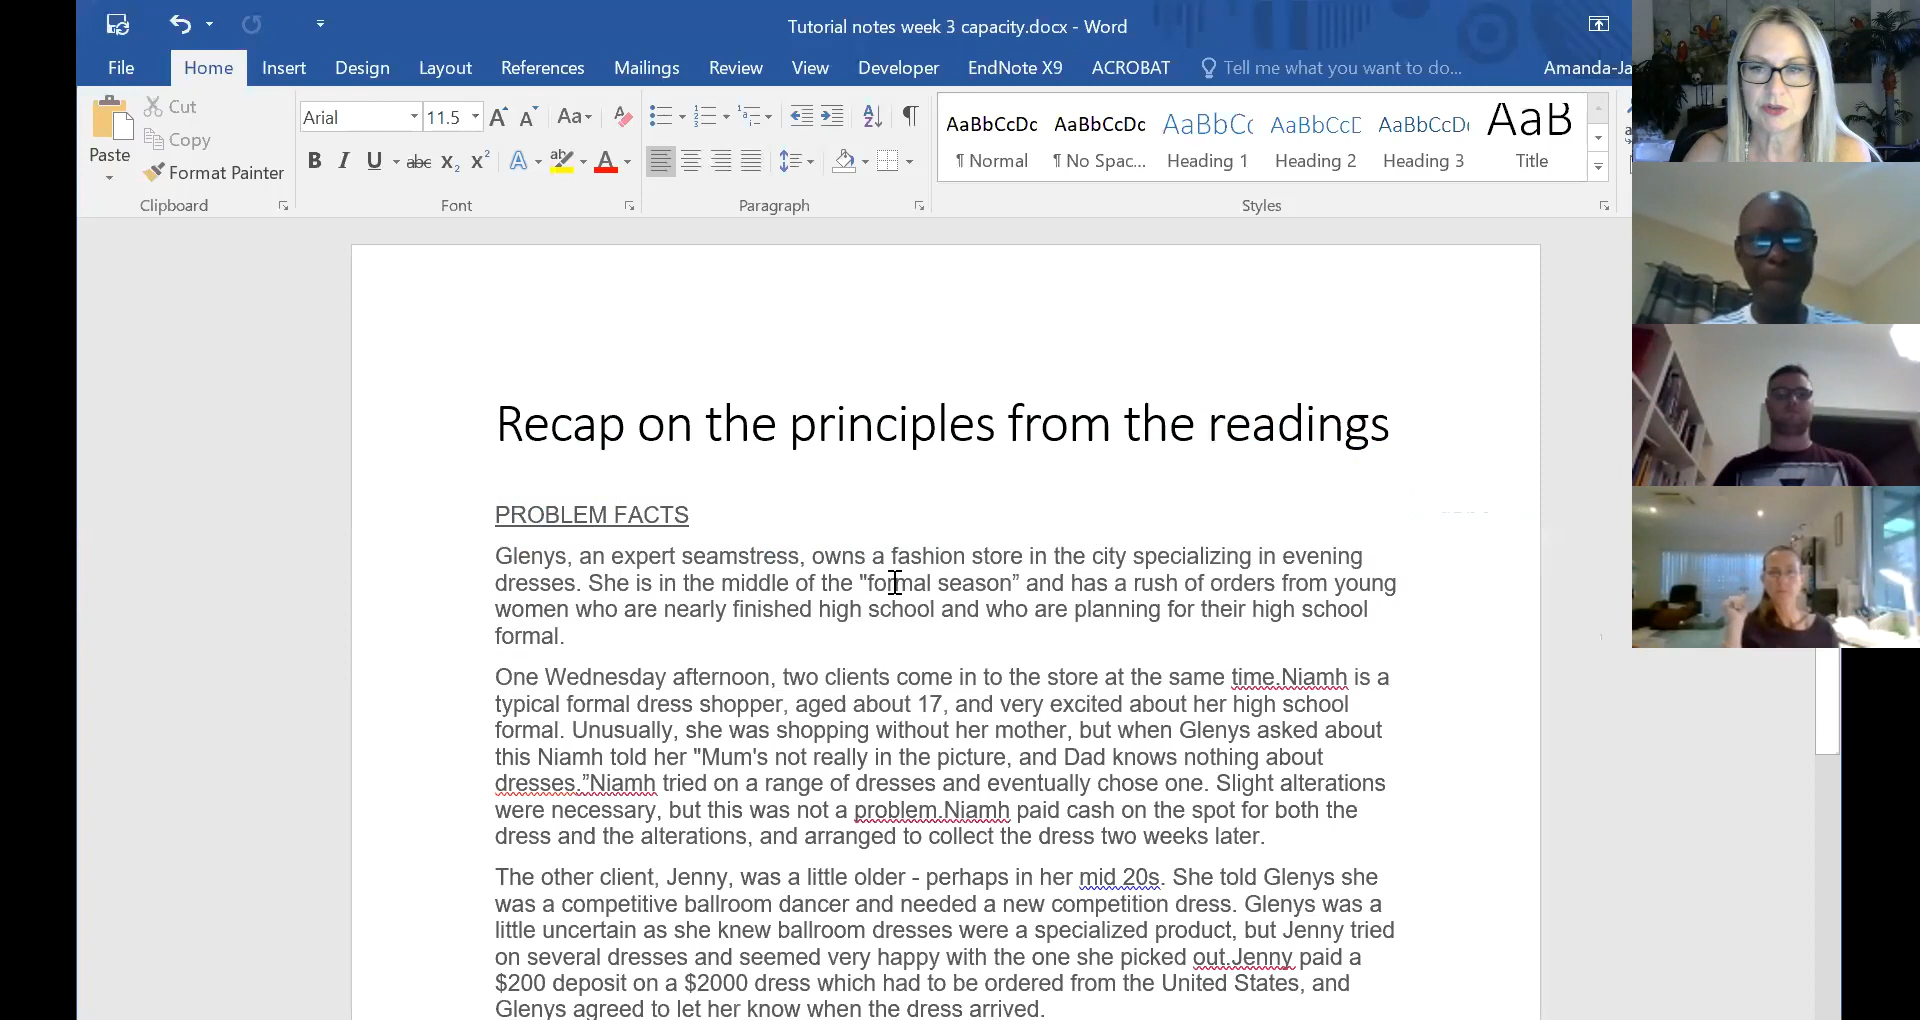 Tutorial notes week 3 capacity.docx - Word
File Home Insert Design Layout References Mailings Review View Developer EndNote X9 ACROBAT Tell me what you want to do... Amanda-Ja
Paste
Cut
Copy
Format Painter
Clipboard
Arial 11.5
Aa
B I U abc X₂ X² A A
Font
Paragraph
AaBbCcDc AaBbCcDc AaBbCc AaBbCcD AaBbCcD AaB
¶ Normal ¶ No Spac... Heading 1 Heading 2 Heading 3 Title
Styles
Recap on the principles from the readings
PROBLEM FACTS
Glenys, an expert seamstress, owns a fashion store in the city specializing in evening
dresses. She is in the middle of the "formal season” and has a rush of orders from young
women who are nearly finished high school and who are planning for their high school
formal.
One Wednesday afternoon, two clients come in to the store at the same time.Niamh is a
typical formal dress shopper, aged about 17, and very excited about her high school
formal. Unusually, she was shopping without her mother, but when Glenys asked about
this Niamh told her "Mum's not really in the picture, and Dad knows nothing about
dresses.”Niamh tried on a range of dresses and eventually chose one. Slight alterations
were necessary, but this was not a problem.Niamh paid cash on the spot for both the
dress and the alterations, and arranged to collect the dress two weeks later.
The other client, Jenny, was a little older - perhaps in her mid 20s. She told Glenys she
was a competitive ballroom dancer and needed a new competition dress. Glenys was a
little uncertain as she knew ballroom dresses were a specialized product, but Jenny tried
on several dresses and seemed very happy with the one she picked out.Jenny paid a
$200 deposit on a $2000 dress which had to be ordered from the United States, and
Glenys agreed to let her know when the dress arrived.